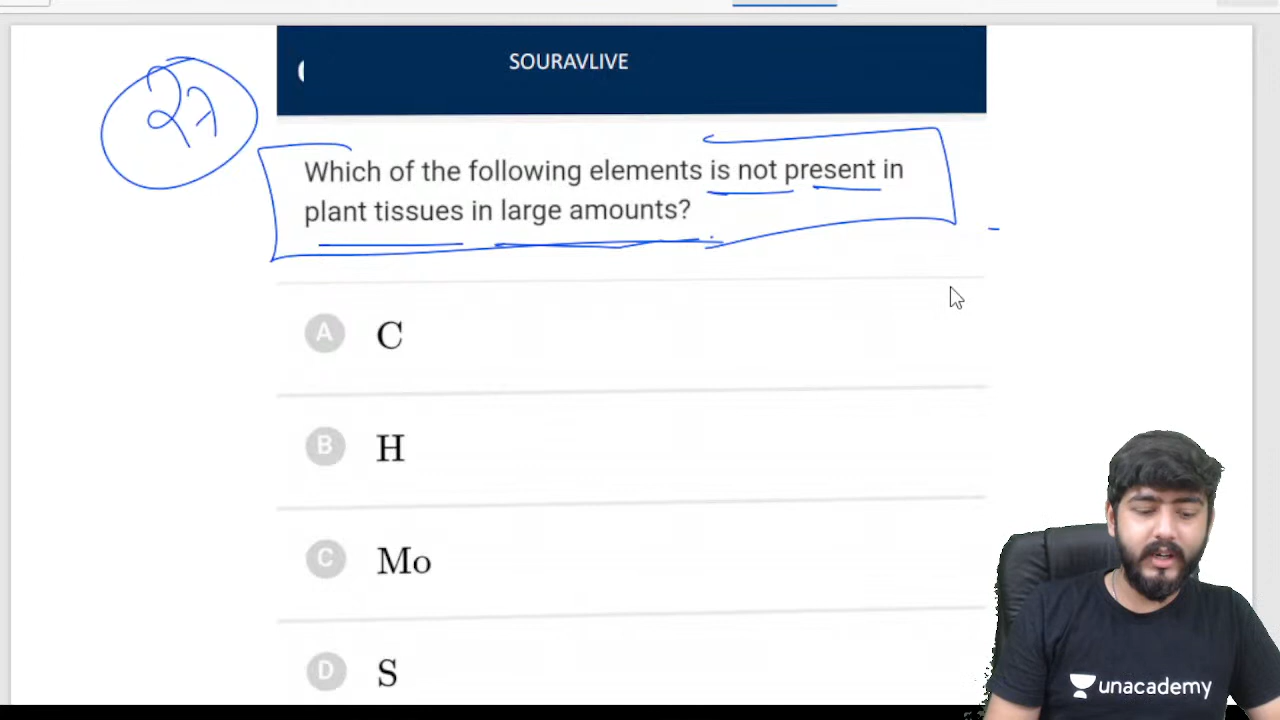 SOURAVLIVE
27
Which of the following elements is not present in
plant tissues in large amounts?
A C
B H
C Mo
D S
unacademy